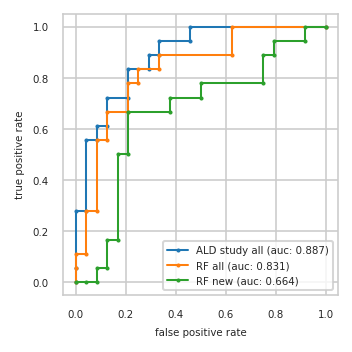 1.0
0.8
0.6
0.4
0.2
0.0
true positive rate
ALD study all (auc: 0.887)
RF all (auc: 0.831)
RF new (auc: 0.664)
0.0 0.2 0.4 0.6 0.8 1.0
false positive rate